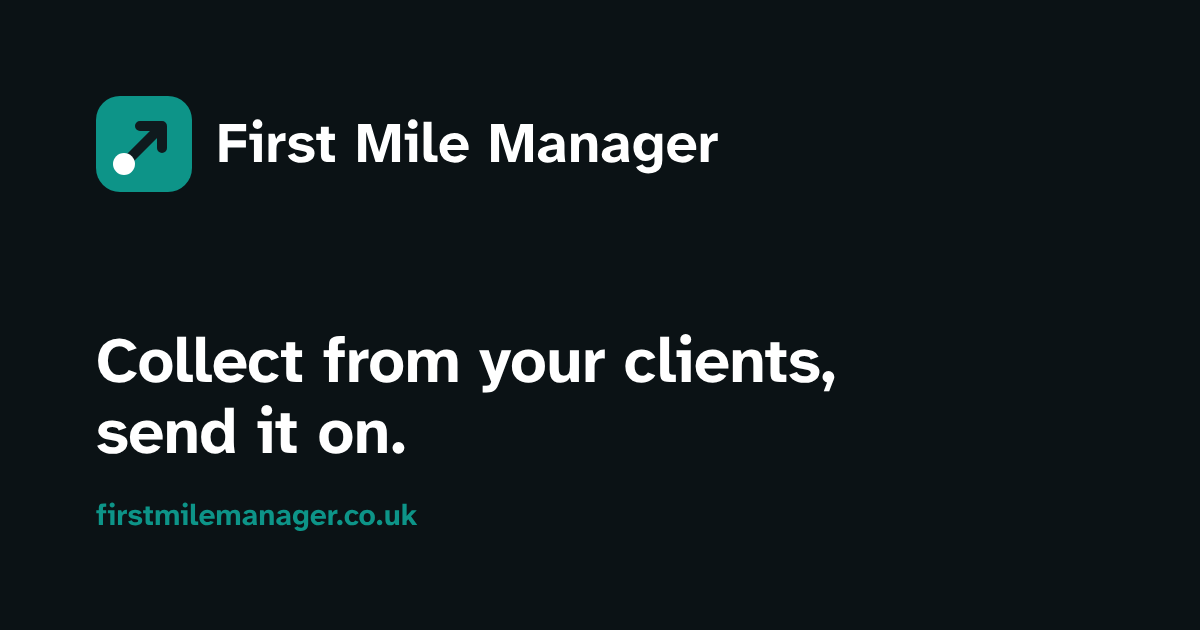 First Mile Manager
Collect from your clients,
send it on.
firstmilemanager.co.uk